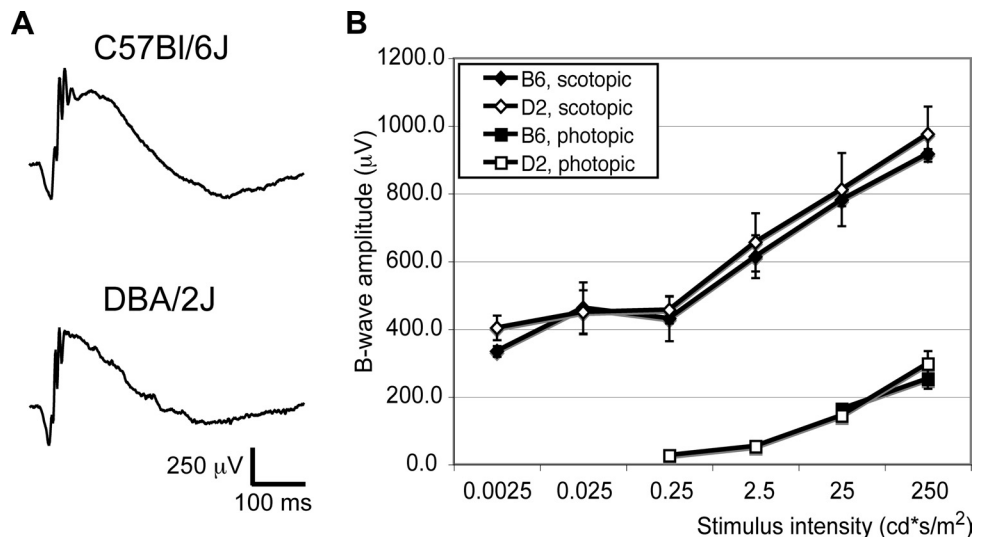 A
C57Bl/6J
DBA/2J
250 μV
100 ms
B
B-wave amplitude (μV)
1200.0
1000.0
800.0
600.0
400.0
200.0
0.0
B6, scotopic
D2, scotopic
B6, photopic
D2, photopic
0.0025 0.025 0.25 2.5 25 250
Stimulus intensity (cd*s/m²)